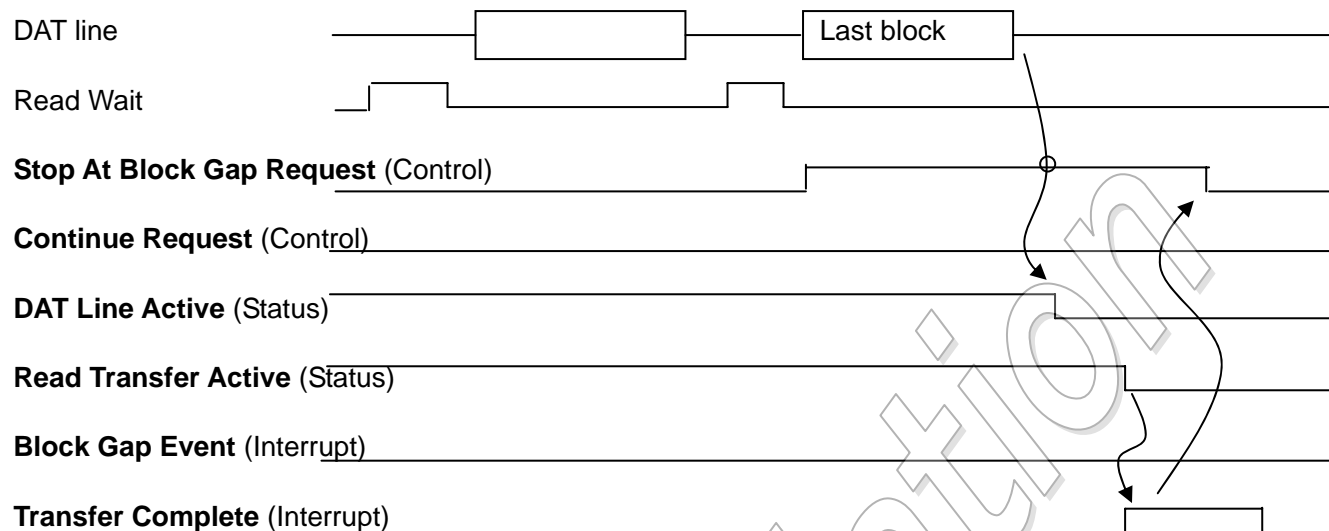 DAT line
Last block
Read Wait
Stop At Block Gap Request (Control)
Continue Request (Control)
DAT Line Active (Status)
Read Transfer Active (Status)
Block Gap Event (Interrupt)
Transfer Complete (Interrupt)